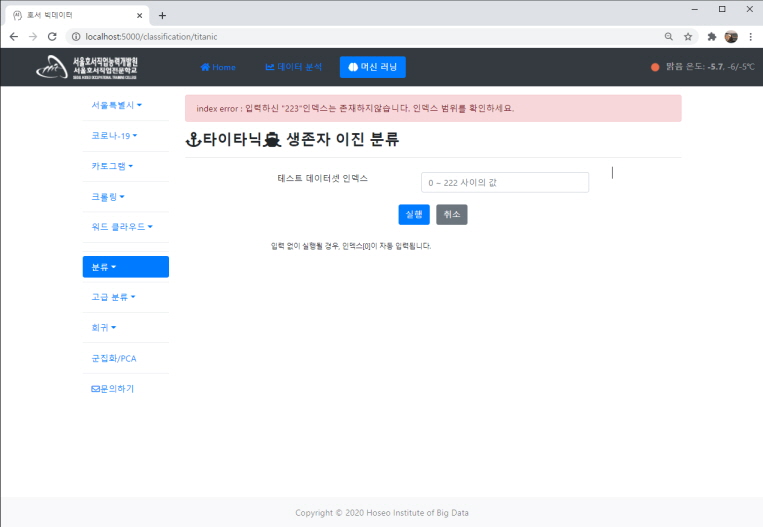 호서 빅데이터
localhost:5000/classification/titanic
서울호서직업능력개발원
서울호서직업전문학교
Home
데이터 분석
머신 러닝
맑음 온도: -5.7, -6/-5℃
서울특별시
코로나-19
카토그램
크롤링
워드 클라우드
분류
고급 분류
회귀
군집화/PCA
문의하기
index error : 입력하신 "223"인덱스는 존재하지않습니다. 인덱스 범위를 확인하세요.
타이타닉 생존자 이진 분류
테스트 데이터셋 인덱스
0 ~ 222 사이의 값
실행
취소
입력 없이 실행될 경우, 인덱스[0]이 자동 입력됩니다.
Copyright © 2020 Hoseo Institute of Big Data